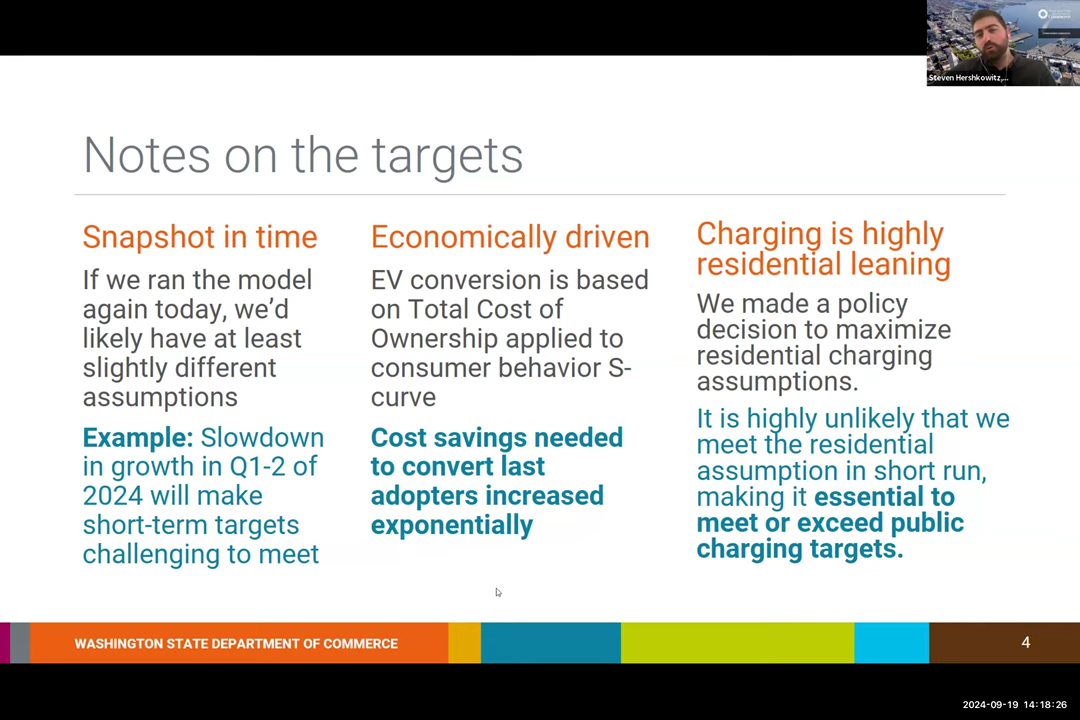 Steven Hershkowitz,...
Notes on the targets
Snapshot in time
If we ran the model
again today, we’d
likely have at least
slightly different
assumptions
Example: Slowdown
in growth in Q1-2 of
2024 will make
short-term targets
challenging to meet
Economically driven
EV conversion is based
on Total Cost of
Ownership applied to
consumer behavior S-
curve
Cost savings needed
to convert last
adopters increased
exponentially
Charging is highly
residential leaning
We made a policy
decision to maximize
residential charging
assumptions.
It is highly unlikely that we
meet the residential
assumption in short run,
making it essential to
meet or exceed public
charging targets.
WASHINGTON STATE DEPARTMENT OF COMMERCE
4
2024-09-19 14:18:26